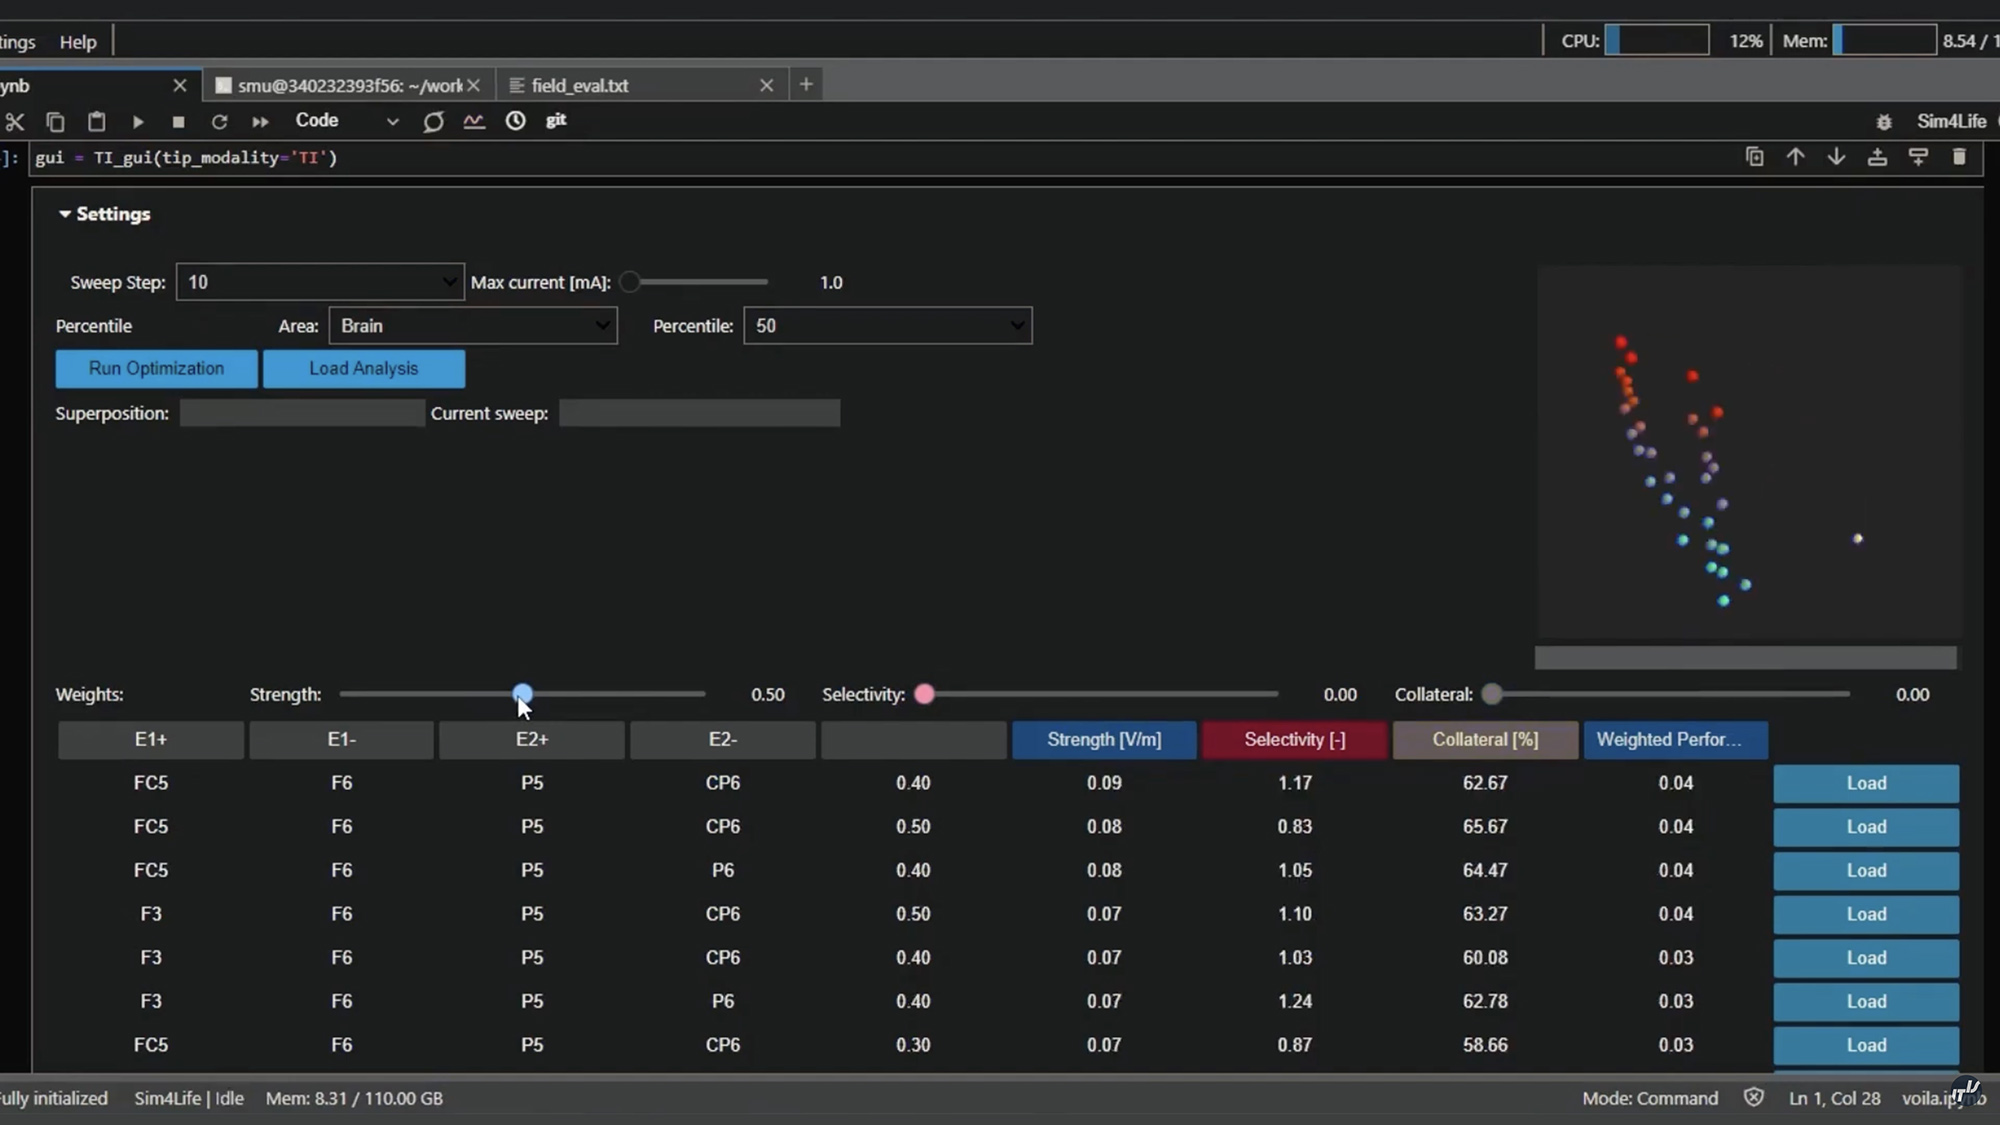 tings Help CPU: 12% Mem: 8.54 / 1
ynb smu@340232393f56: ~/work field_eval.txt
Code git Sim4Life
]: gui = TI_gui(tip_modality='TI')
Settings
Sweep Step: 10 Max current [mA]: 1.0
Percentile Area: Brain Percentile: 50
Run Optimization Load Analysis
Superposition: Current sweep:
Weights: Strength: 0.50 Selectivity: 0.00 Collateral: 0.00
E1+ E1- E2+ E2- Strength [V/m] Selectivity [-] Collateral [%] Weighted Perfor...
FC5 F6 P5 CP6 0.40 0.09 1.17 62.67 0.04 Load
FC5 F6 P5 CP6 0.50 0.08 0.83 65.67 0.04 Load
FC5 F6 P5 P6 0.40 0.08 1.05 64.47 0.04 Load
F3 F6 P5 CP6 0.50 0.07 1.10 63.27 0.04 Load
F3 F6 P5 CP6 0.40 0.07 1.03 60.08 0.03 Load
F3 F6 P5 P6 0.40 0.07 1.24 62.78 0.03 Load
FC5 F6 P5 CP6 0.30 0.07 0.87 58.66 0.03 Load
ully initialized Sim4Life | Idle Mem: 8.31 / 110.00 GB Mode: Command Ln 1, Col 28